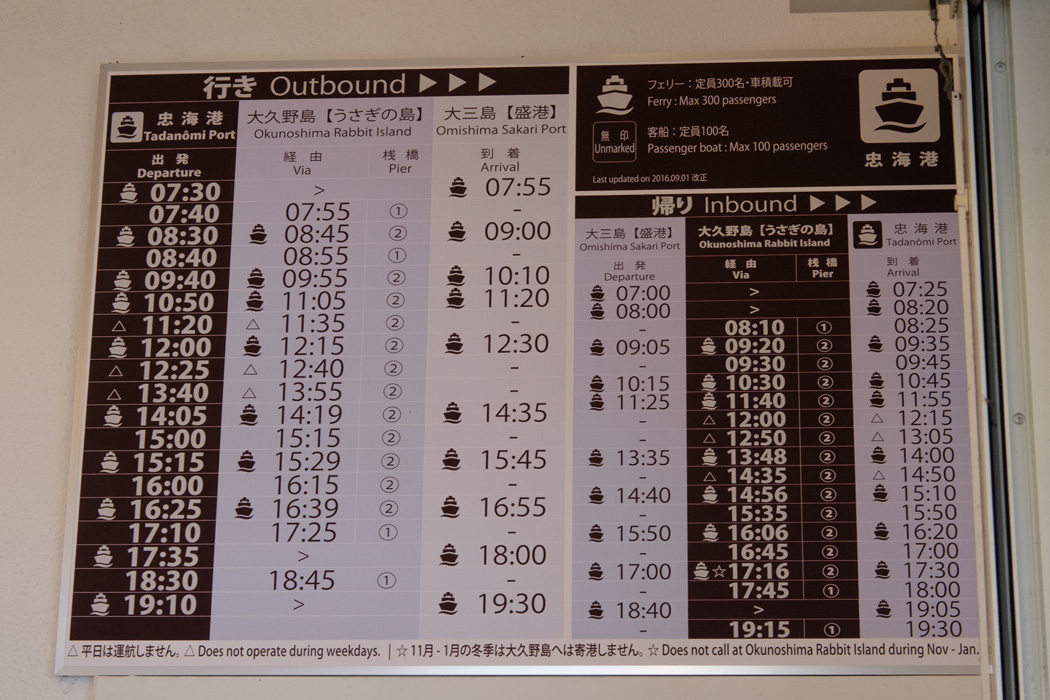 行き Outbound ▶▶▶
忠海港 大久野島【うさぎの島】 大三島【盛港】
Tadanōmi Port Okunoshima Rabbit Island Omishima Sakari Port
出発 経由 桟橋 到着
Departure Via Pier Arrival
07:30 > 07:55
07:40 07:55 ① –
08:30 08:45 ② 09:00
08:40 08:55 ① –
09:40 09:55 ② 10:10
10:50 11:05 ② 11:20
△ 11:20 △ 11:35 ② –
12:00 12:15 ② 12:30
△ 12:25 △ 12:40 ② –
△ 13:40 △ 13:55 ② –
14:05 14:19 ② 14:35
15:00 15:15 ② –
15:15 15:29 ② 15:45
16:00 16:15 ② –
16:25 16:39 ② 16:55
17:10 17:25 ① –
17:35 > 18:00
18:30 18:45 ① –
19:10 > 19:30
フェリー：定員300名・車積載可
Ferry : Max 300 passengers
無印 客船：定員100名
Unmarked Passenger boat : Max 100 passengers
Last updated on 2016.09.01 改正
忠海港
帰り Inbound ▶▶▶
大三島【盛港】 大久野島【うさぎの島】 忠海港
Omishima Sakari Port Okunoshima Rabbit Island Tadanōmi Port
出発 経由 桟橋 到着
Departure Via Pier Arrival
07:00 > 07:25
08:00 > 08:20
– 08:10 ① 08:25
09:05 09:20 ② 09:35
– 09:30 ② 09:45
10:15 10:30 ② 10:45
11:25 11:40 ② 11:55
– △ 12:00 ② △ 12:15
– △ 12:50 ② △ 13:05
13:35 13:48 ② 14:00
– △ 14:35 ② △ 14:50
14:40 14:56 ② 15:10
– 15:35 ② 15:50
15:50 16:06 ② 16:20
– 16:45 ② 17:00
17:00 ☆17:16 ② 17:30
– 17:45 ① 18:00
18:40 > 19:05
– 19:15 ① 19:30
△ 平日は運航しません。 △ Does not operate during weekdays. | ☆ 11月 - 1月の冬季は大久野島へは寄港しません。 ☆ Does not call at Okunoshima Rabbit Island during Nov - Jan.